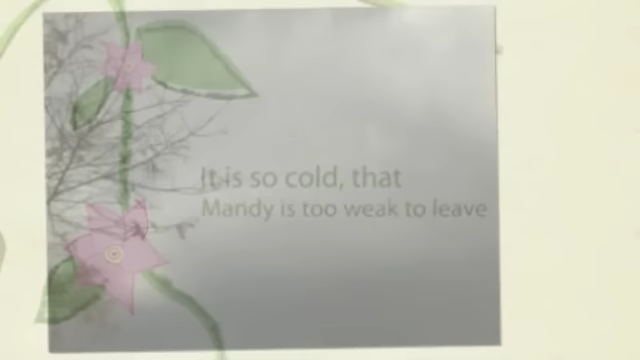 It is so cold, that
Mandy is too weak to leave